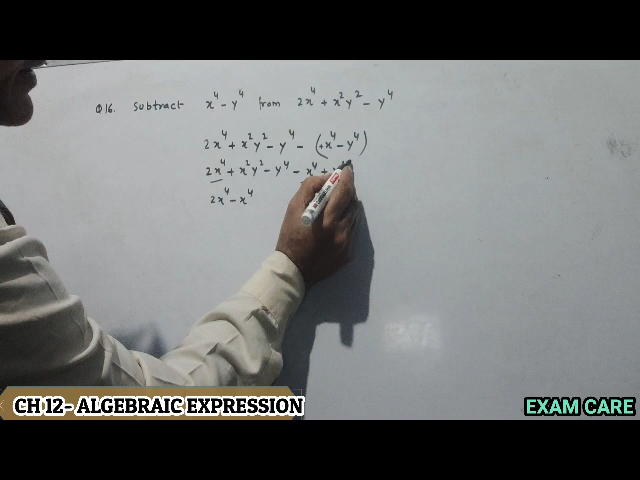 Q16. Subtract x⁴ - y⁴ from 2x⁴ + x²y² - y⁴
2x⁴ + x²y² - y⁴ - (+x⁴ - y⁴)
2x⁴ + x²y² - y⁴ - x⁴ +
2x⁴ - x⁴
CH 12- ALGEBRAIC EXPRESSION
EXAM CARE